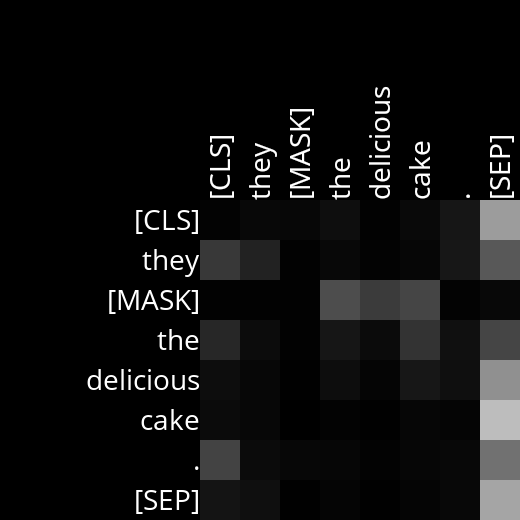 [CLS] they [MASK] the delicious cake . [SEP]
[CLS]
they
[MASK]
the
delicious
cake
.
[SEP]